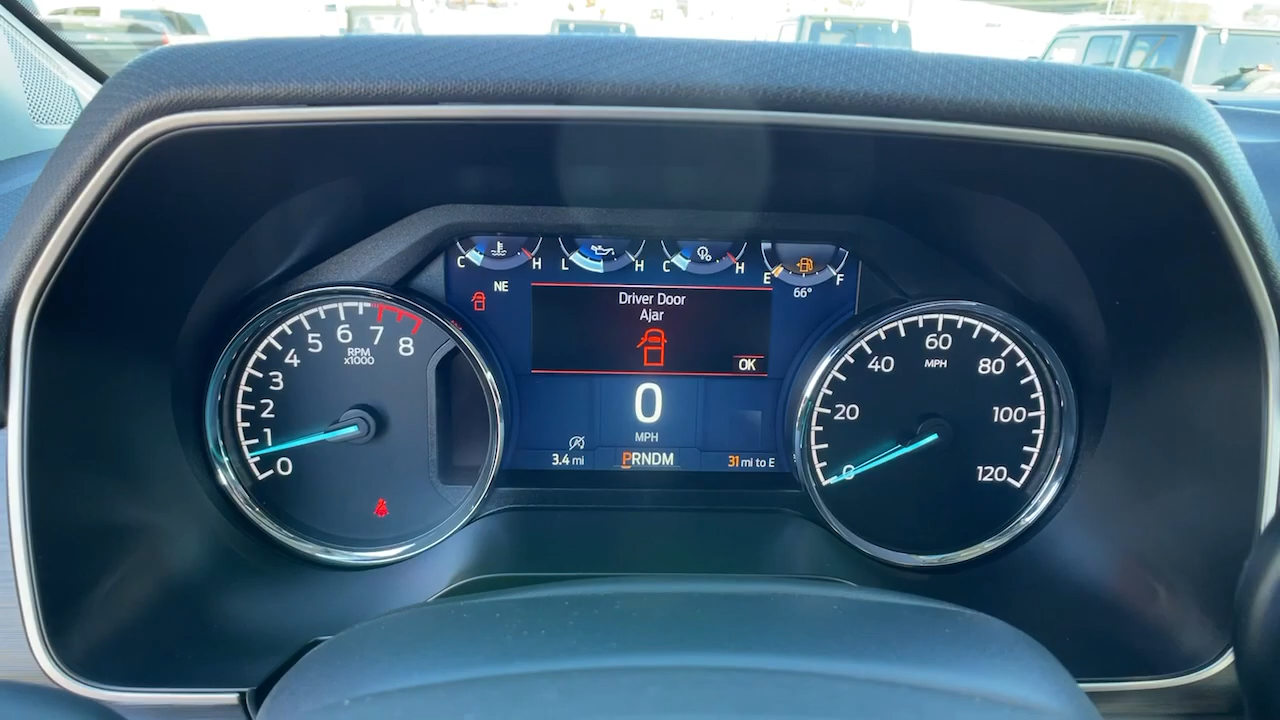 C H
L H
C H
E F
66°
NE
Driver Door
Ajar
OK
0
MPH
3.4 mi
PRNDM
31 mi to E
0
1
2
3
4
5
6
7
8
RPM
x1000
0
20
40
60
80
100
120
MPH